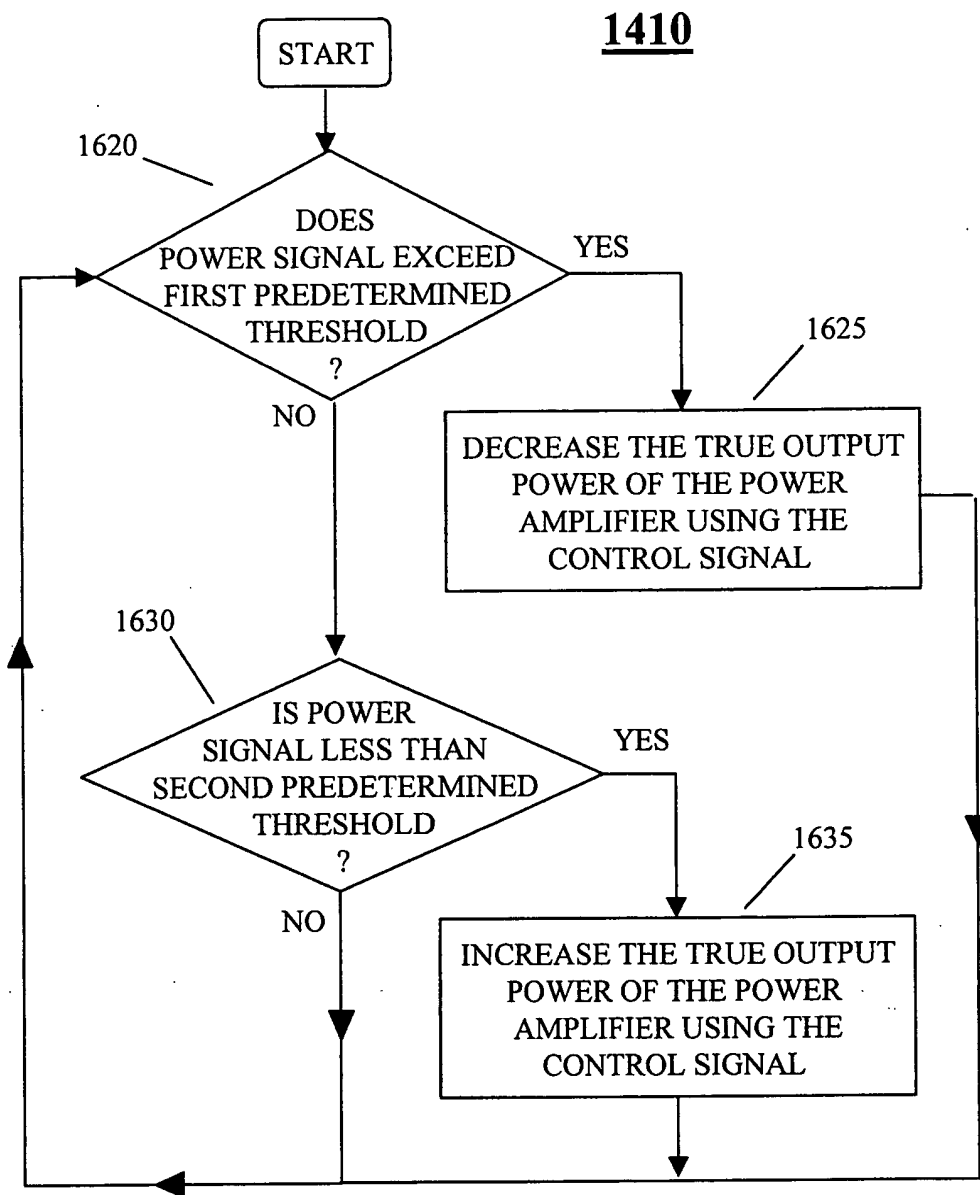 1410
START
1620
DOES
POWER SIGNAL EXCEED
FIRST PREDETERMINED
THRESHOLD
?
YES
NO
1625
DECREASE THE TRUE OUTPUT
POWER OF THE POWER
AMPLIFIER USING THE
CONTROL SIGNAL
1630
IS POWER
SIGNAL LESS THAN
SECOND PREDETERMINED
THRESHOLD
?
YES
NO
1635
INCREASE THE TRUE OUTPUT
POWER OF THE POWER
AMPLIFIER USING THE
CONTROL SIGNAL